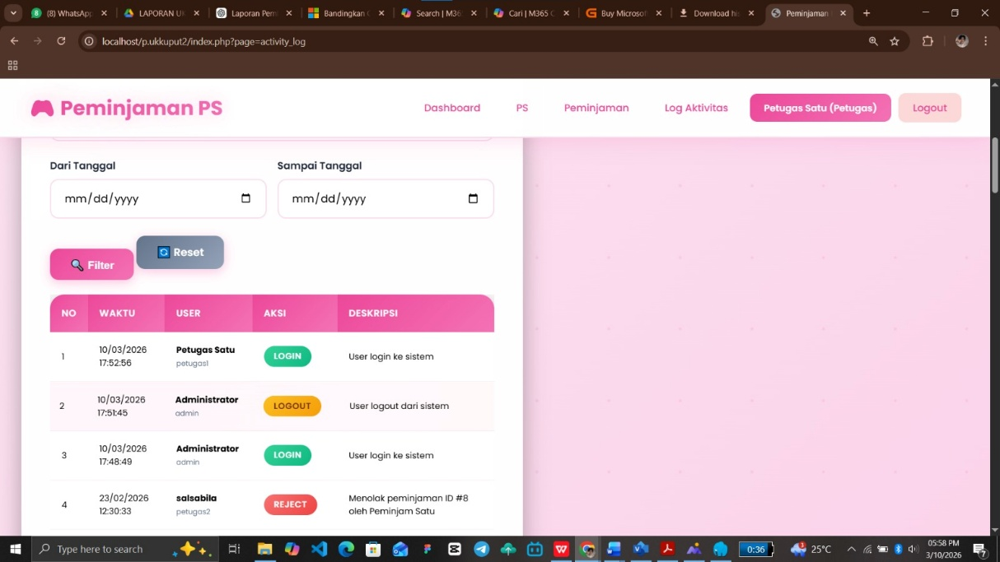 (8) WhatsApp
LAPORAN UK
Laporan Pem
Bandingkan C
Search | M36
Cari | M365 C
Buy Microsof
Download hi
Peminjaman
localhost/p.ukkuput2/index.php?page=activity_log
Peminjaman PS
Dashboard
PS
Peminjaman
Log Aktivitas
Petugas Satu (Petugas)
Logout
Dari Tanggal
Sampai Tanggal
mm/dd/yyyy
mm/dd/yyyy
Filter
Reset
NO WAKTU USER AKSI DESKRIPSI
1
10/03/2026
17:52:56
Petugas Satu
petugas1
LOGIN
User login ke sistem
2
10/03/2026
17:51:45
Administrator
admin
LOGOUT
User logout dari sistem
3
10/03/2026
17:48:49
Administrator
admin
LOGIN
User login ke sistem
4
23/02/2026
12:30:33
salsabila
petugas2
REJECT
Menolak peminjaman ID #8
oleh Peminjam Satu
Type here to search
0:36
3
25°C
05:58 PM
3/10/2026
7